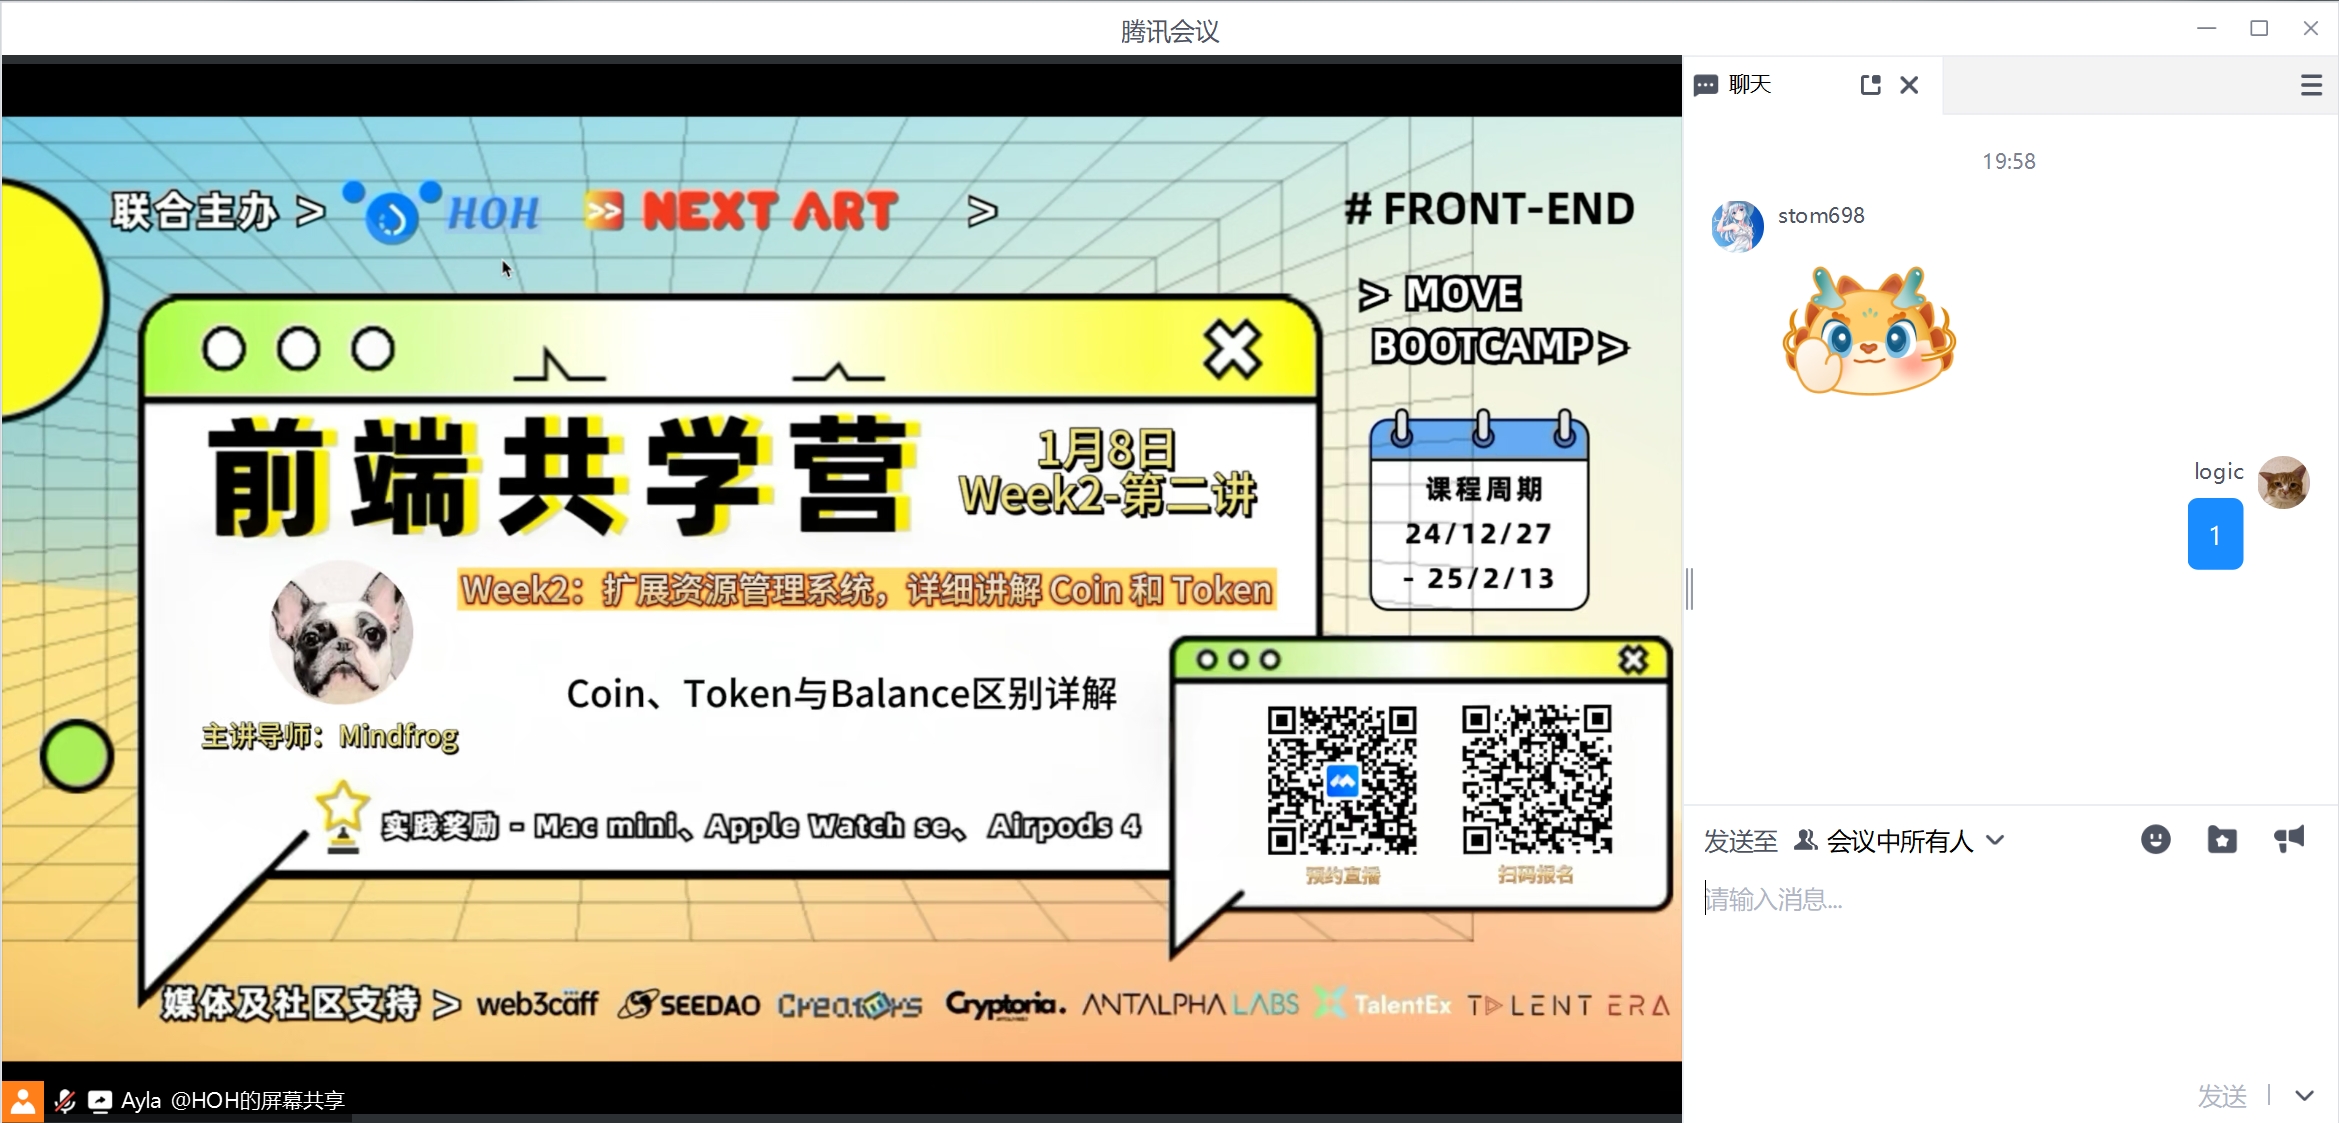 腾讯会议
联合主办 > HOH NEXT ART >
# FRONT-END
> MOVE
BOOTCAMP >
前端共学营
1月8日
Week2-第二讲
课程周期
24/12/27
- 25/2/13
Week2：扩展资源管理系统，详细讲解 Coin 和 Token
Coin、Token与Balance区别详解
主讲导师：Mindfrog
实践奖励 - Mac mini、Apple Watch se、 Airpods 4
预约直播
扫码报名
媒体及社区支持 > web3caff SEEDAO Creators Cryptoria. ANTALPHA LABS TalentEx TALENT ERA
Ayla @HOH的屏幕共享
聊天
19:58
stom698
logic
1
发送至 会议中所有人
请输入消息...
发送